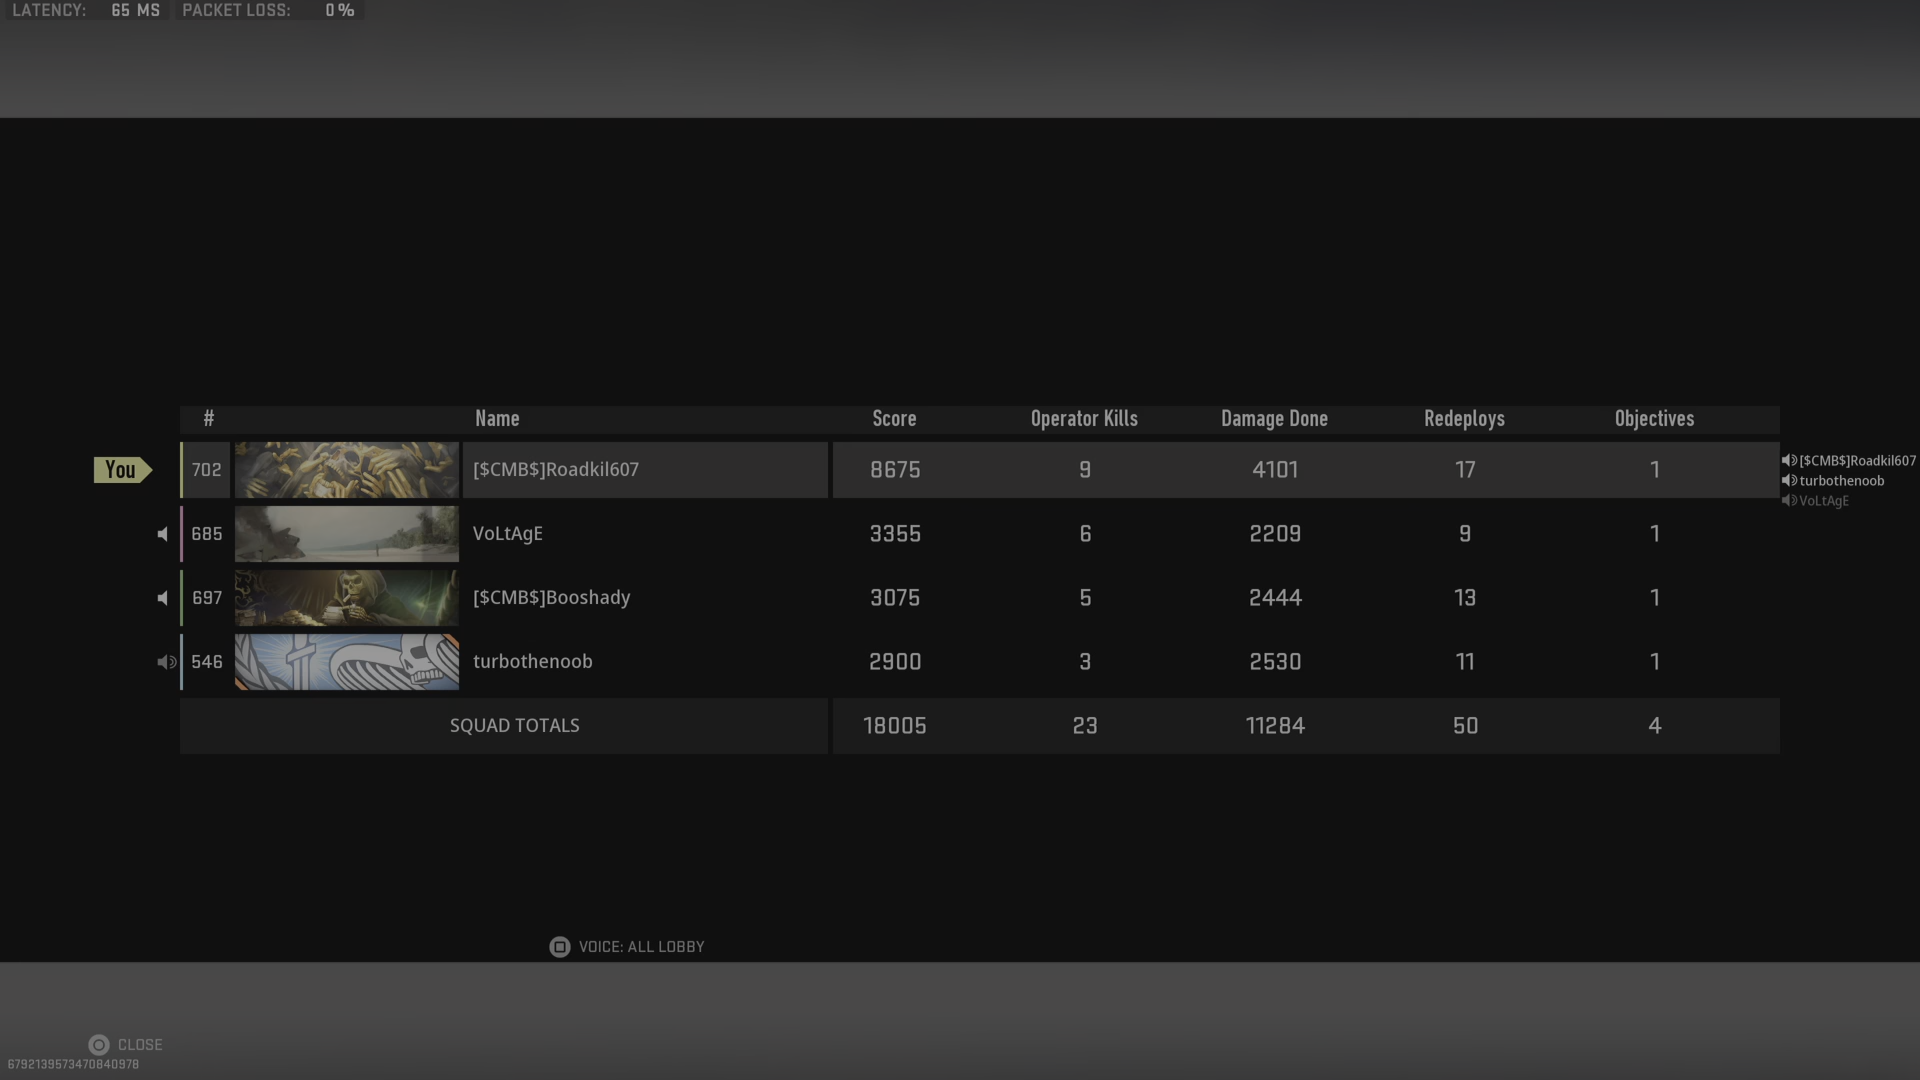 LATENCY: 65 MS PACKET LOSS: 0%
# Name Score Operator Kills Damage Done Redeploys Objectives
You 702 [$CMB$]Roadkil607 8675 9 4101 17 1
[$CMB$]Roadkil607
turbothenoob
VoLtAgE
685 VoLtAgE 3355 6 2209 9 1
697 [$CMB$]Booshady 3075 5 2444 13 1
546 turbothenoob 2900 3 2530 11 1
SQUAD TOTALS 18005 23 11284 50 4
VOICE: ALL LOBBY
CLOSE
6792139573470840978